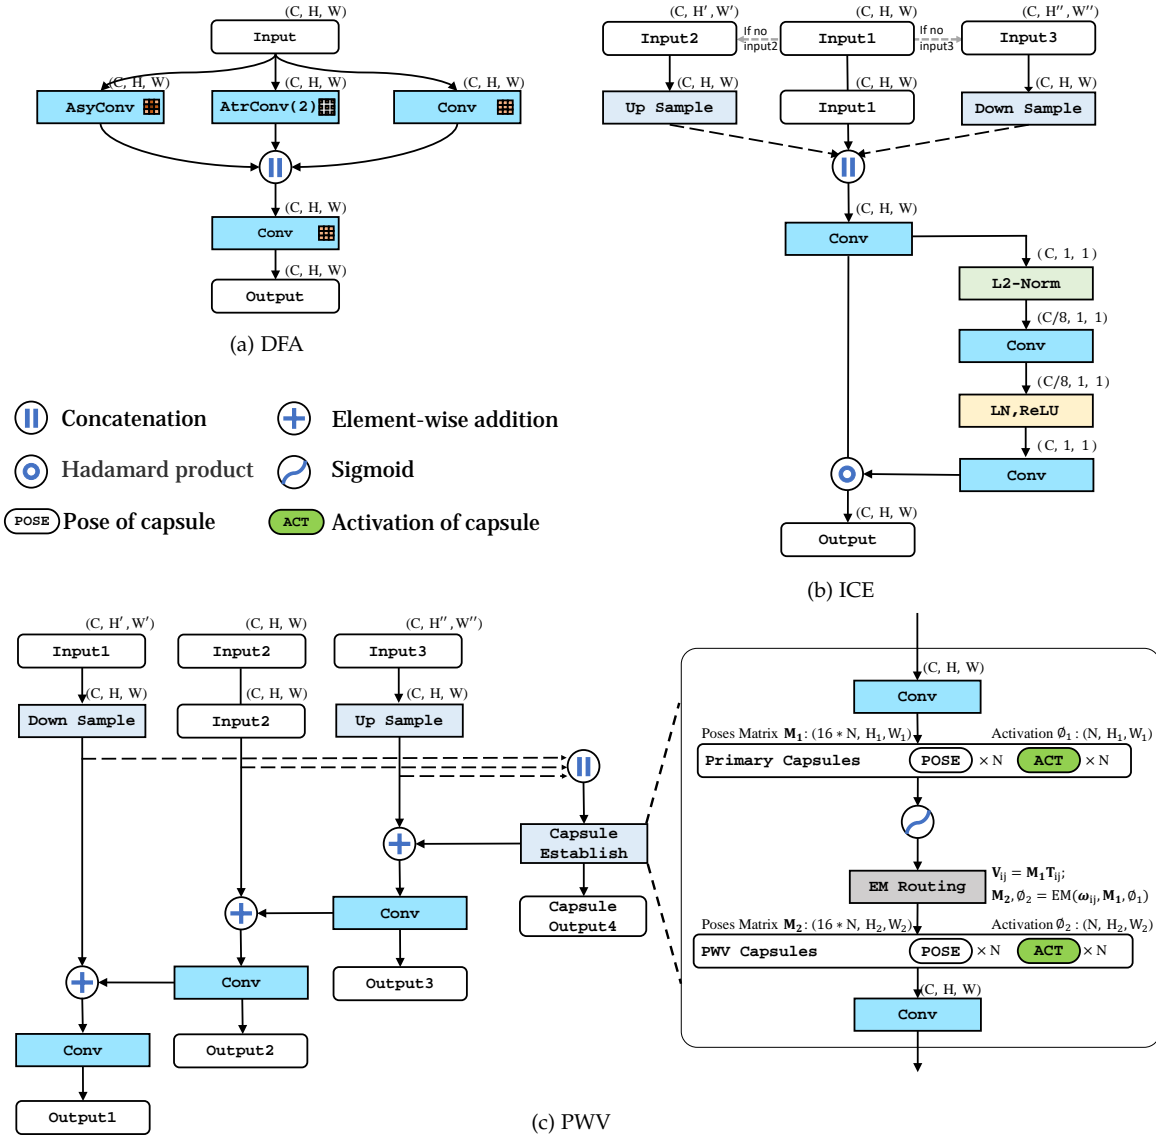 (C, H, W)
Input
(C, H, W)
(C, H, W)
(C, H, W)
AsyConv
AtrConv(2)
Conv
(C, H, W)
Conv
(C, H, W)
Output
(a) DFA
(C, H', W')
(C, H, W)
(C, H'', W'')
Input2
If no
input2
Input1
If no
input3
Input3
(C, H, W)
(C, H, W)
(C, H, W)
Up Sample
Input1
Down Sample
(C, H, W)
Conv
(C, 1, 1)
L2-Norm
(C/8, 1, 1)
Conv
(C/8, 1, 1)
LN,ReLU
(C, 1, 1)
Conv
(C, H, W)
Output
(b) ICE
Concatenation
Element-wise addition
Hadamard product
Sigmoid
POSE Pose of capsule
ACT Activation of capsule
(C, H', W')
(C, H, W)
(C, H'', W'')
Input1
Input2
Input3
(C, H, W)
(C, H, W)
(C, H, W)
Down Sample
Input2
Up Sample
Capsule
Establish
Conv
Capsule
Output4
Conv
Output3
Conv
Output2
Output1
(C, H, W)
Conv
Poses Matrix M₁: (16 * N, H₁, W₁)
Activation ∅₁: (N, H₁, W₁)
Primary Capsules
POSE × N
ACT × N
EM Routing
V_ij = M₁T_ij;
M₂, ∅₂ = EM(ω_ij, M₁, ∅₁)
Poses Matrix M₂: (16 * N, H₂, W₂)
Activation ∅₂: (N, H₂, W₂)
PWV Capsules
POSE × N
ACT × N
(C, H, W)
Conv
(c) PWV